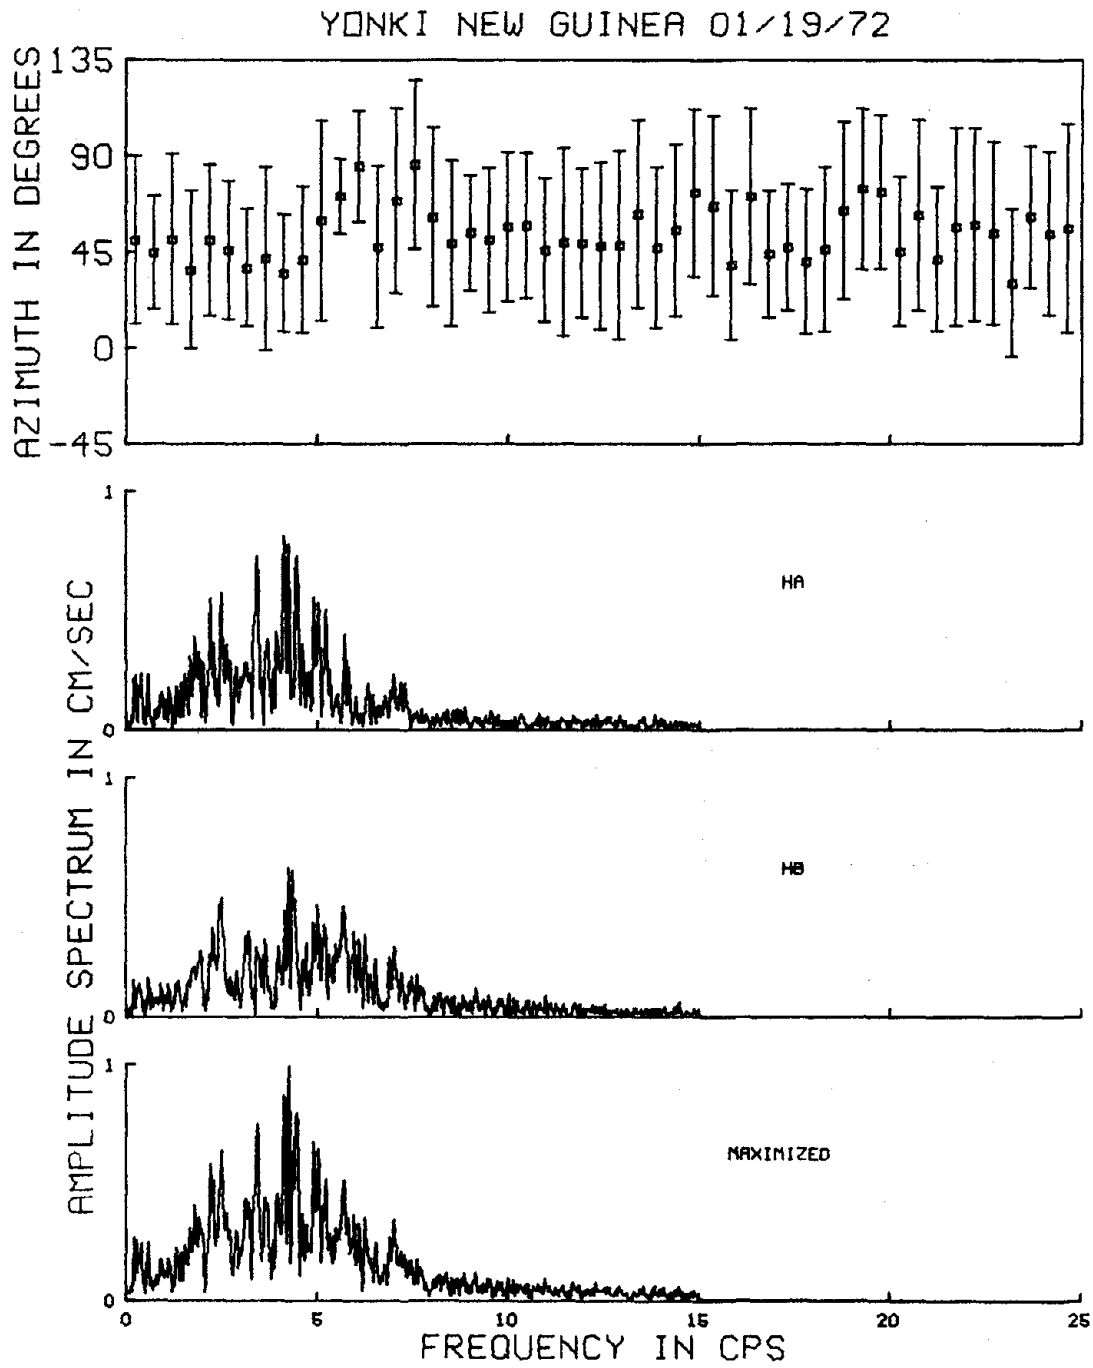 YONKI NEW GUINEA 01/19/72
AZIMUTH IN DEGREES
135
90
45
0
-45
AMPLITUDE SPECTRUM IN CM/SEC
1
HA
0
1
HB
0
1
MAXIMIZED
0
0 5 10 15 20 25
FREQUENCY IN CPS